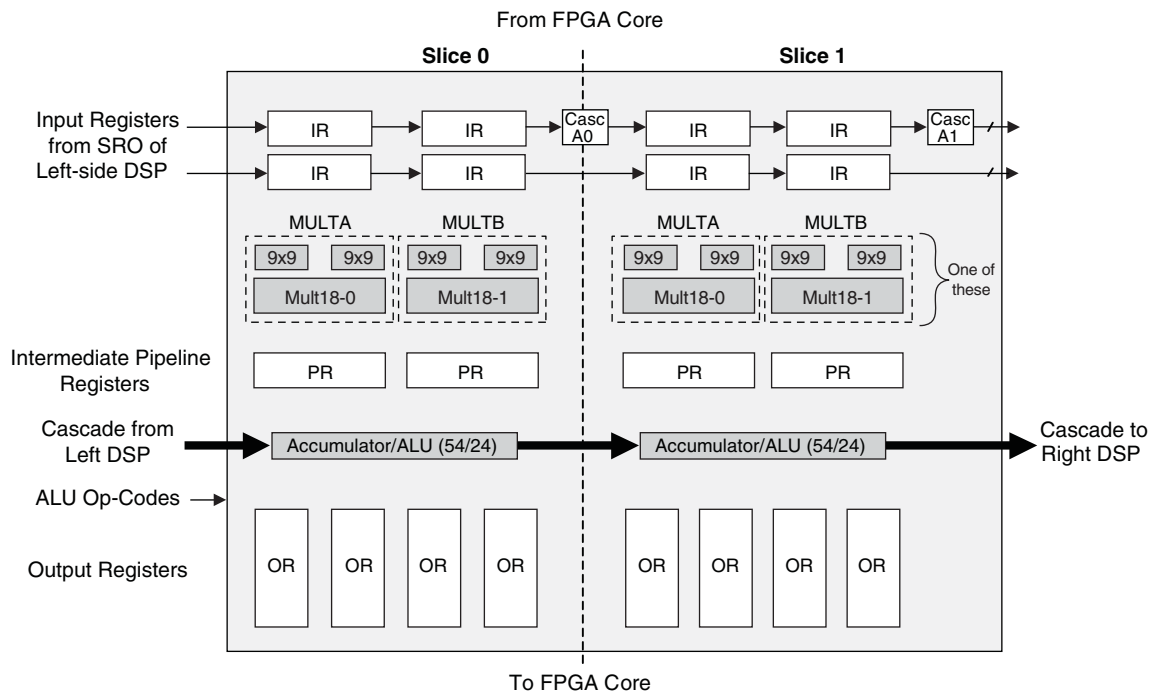 From FPGA Core
Slice 0
Slice 1
Input Registers
from SRO of
Left-side DSP
IR
IR
Casc
A0
IR
IR
Casc
A1
IR
IR
IR
IR
MULTA
MULTB
MULTA
MULTB
9x9
9x9
9x9
9x9
9x9
9x9
9x9
9x9
One of
these
Mult18-0
Mult18-1
Mult18-0
Mult18-1
Intermediate Pipeline
Registers
PR
PR
PR
PR
Cascade from
Left DSP
Accumulator/ALU (54/24)
Accumulator/ALU (54/24)
Cascade to
Right DSP
ALU Op-Codes
Output Registers
OR
OR
OR
OR
OR
OR
OR
OR
To FPGA Core